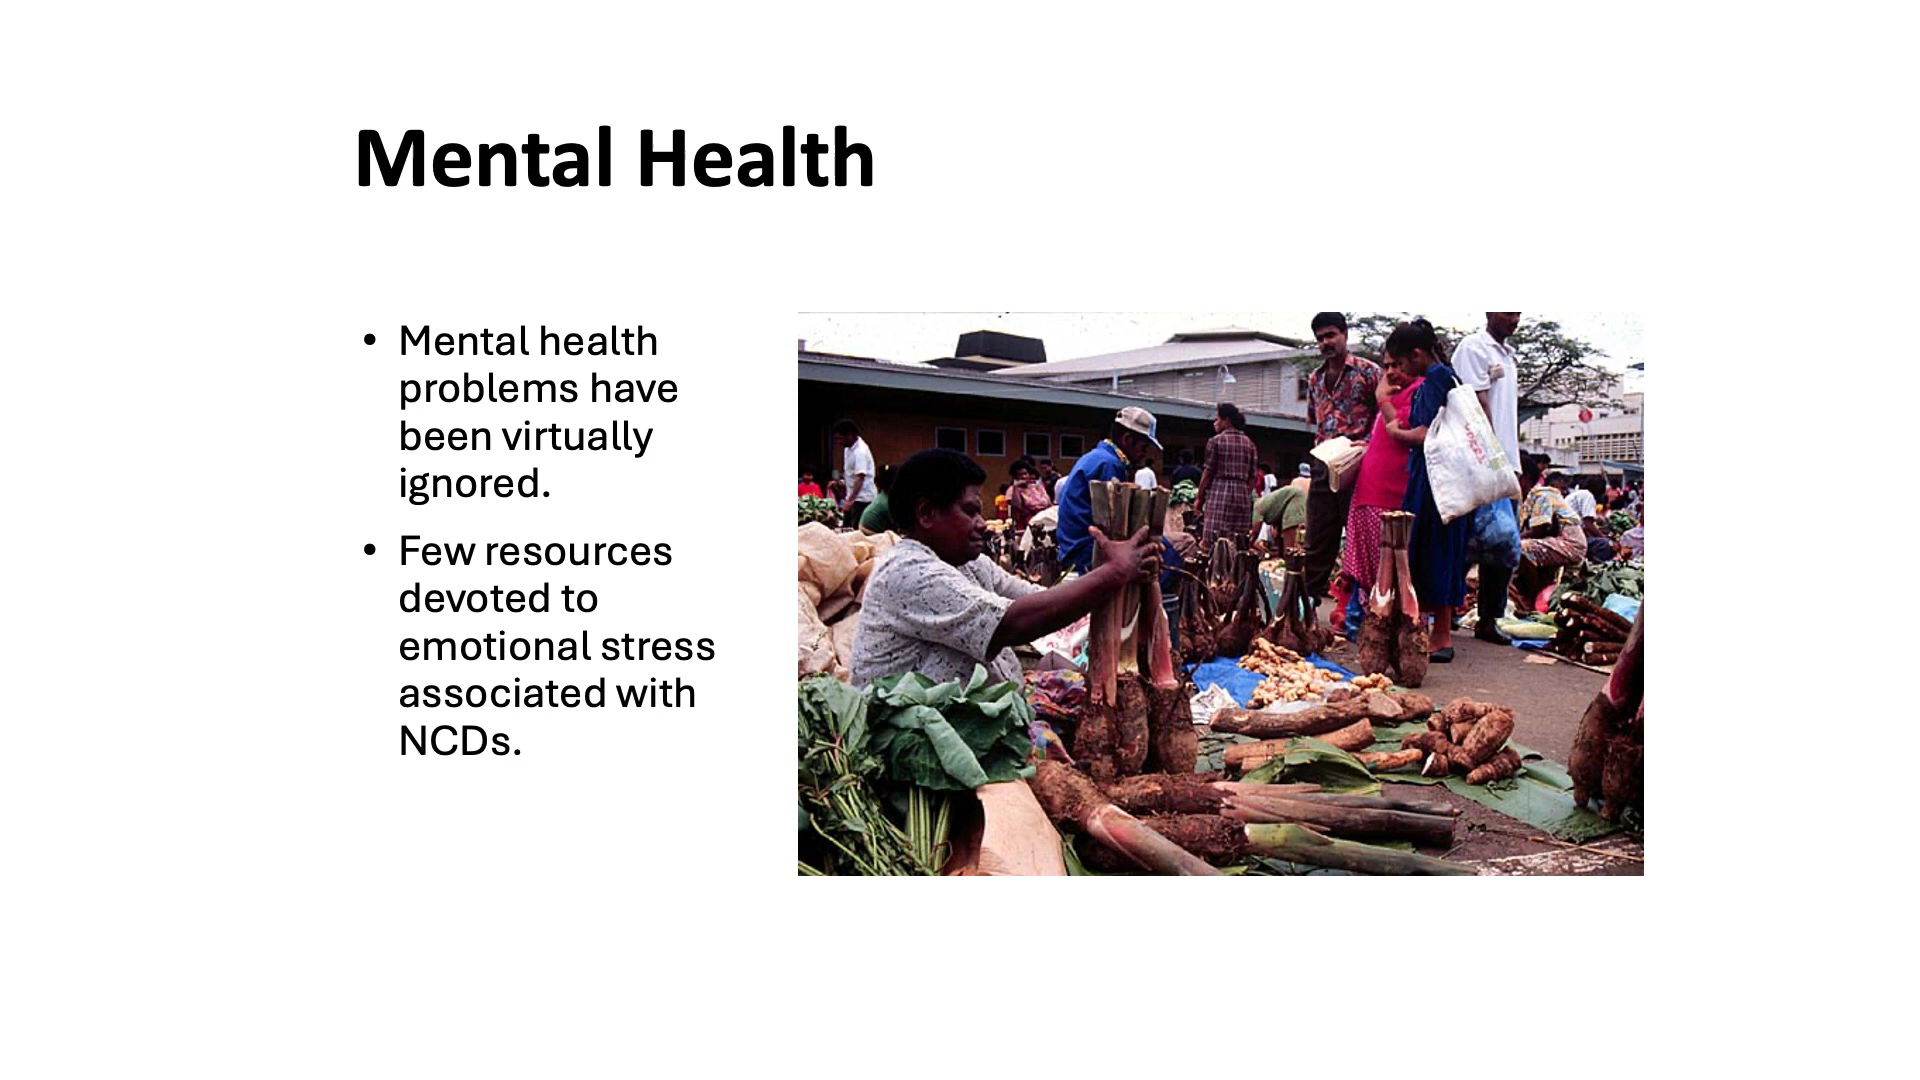 Mental Health
• Mental health
problems have
been virtually
ignored.
• Few resources
devoted to
emotional stress
associated with
NCDs.